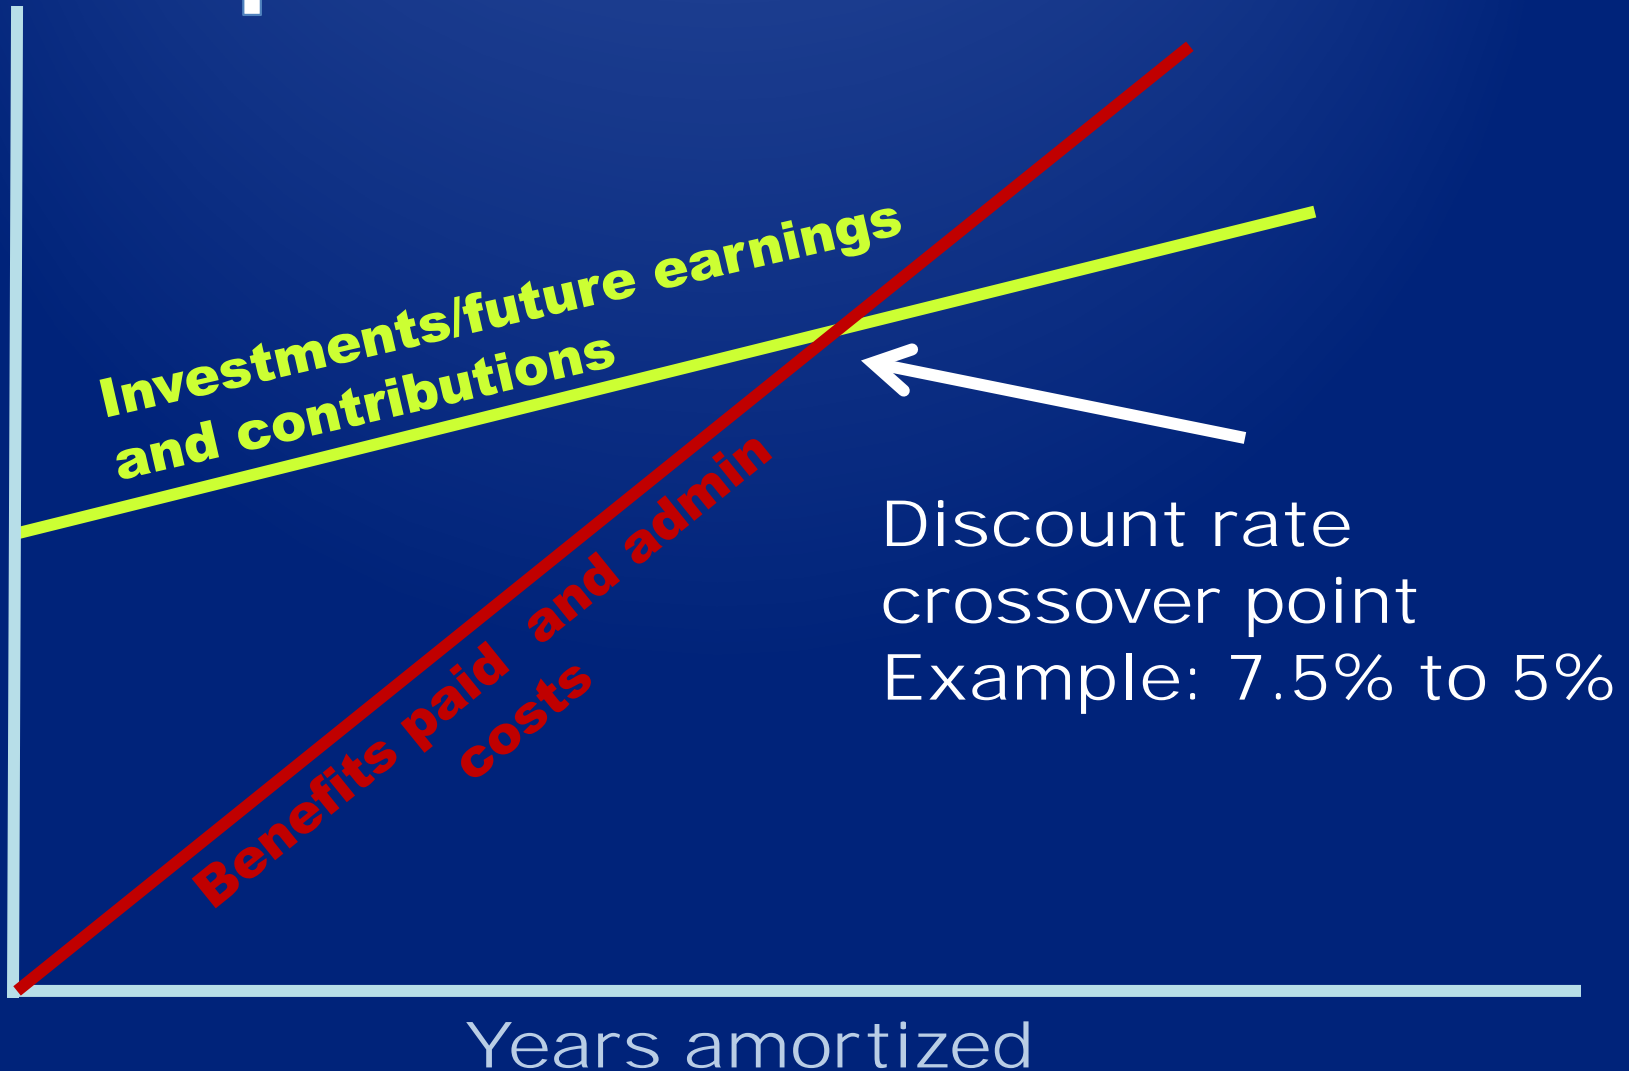 Investments/future earnings
and contributions
Benefits paid and admin
costs
Discount rate
crossover point
Example: 7.5% to 5%
Years amortized